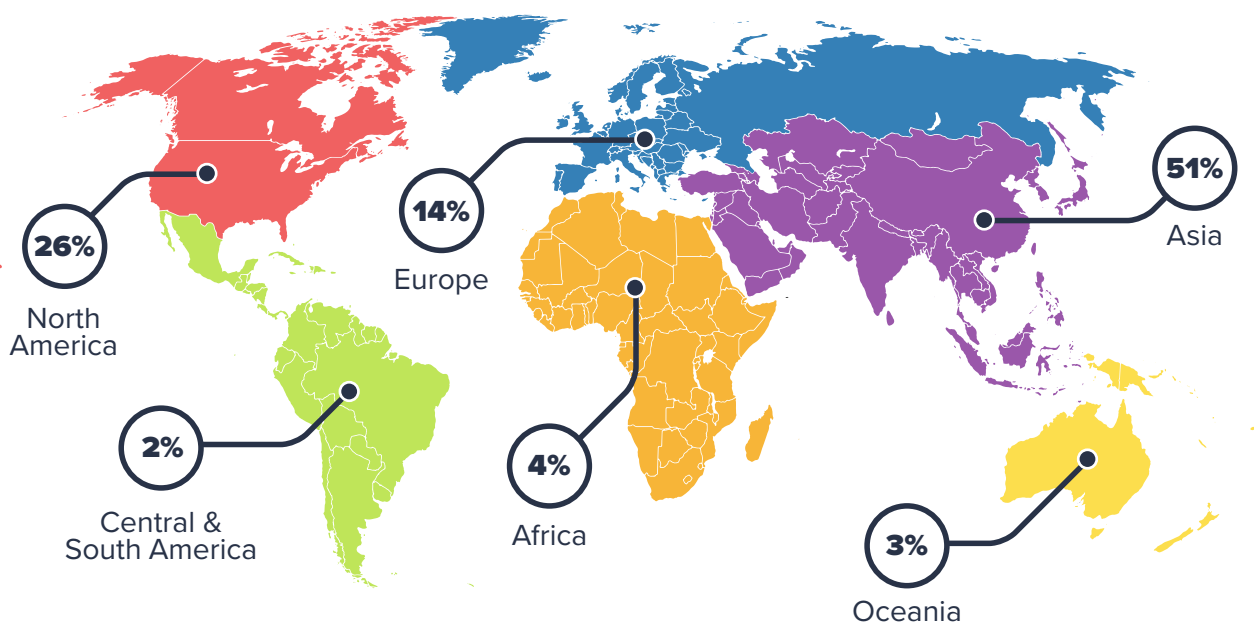 26%
North
America
14%
Europe
51%
Asia
2%
Central &
South America
4%
Africa
3%
Oceania